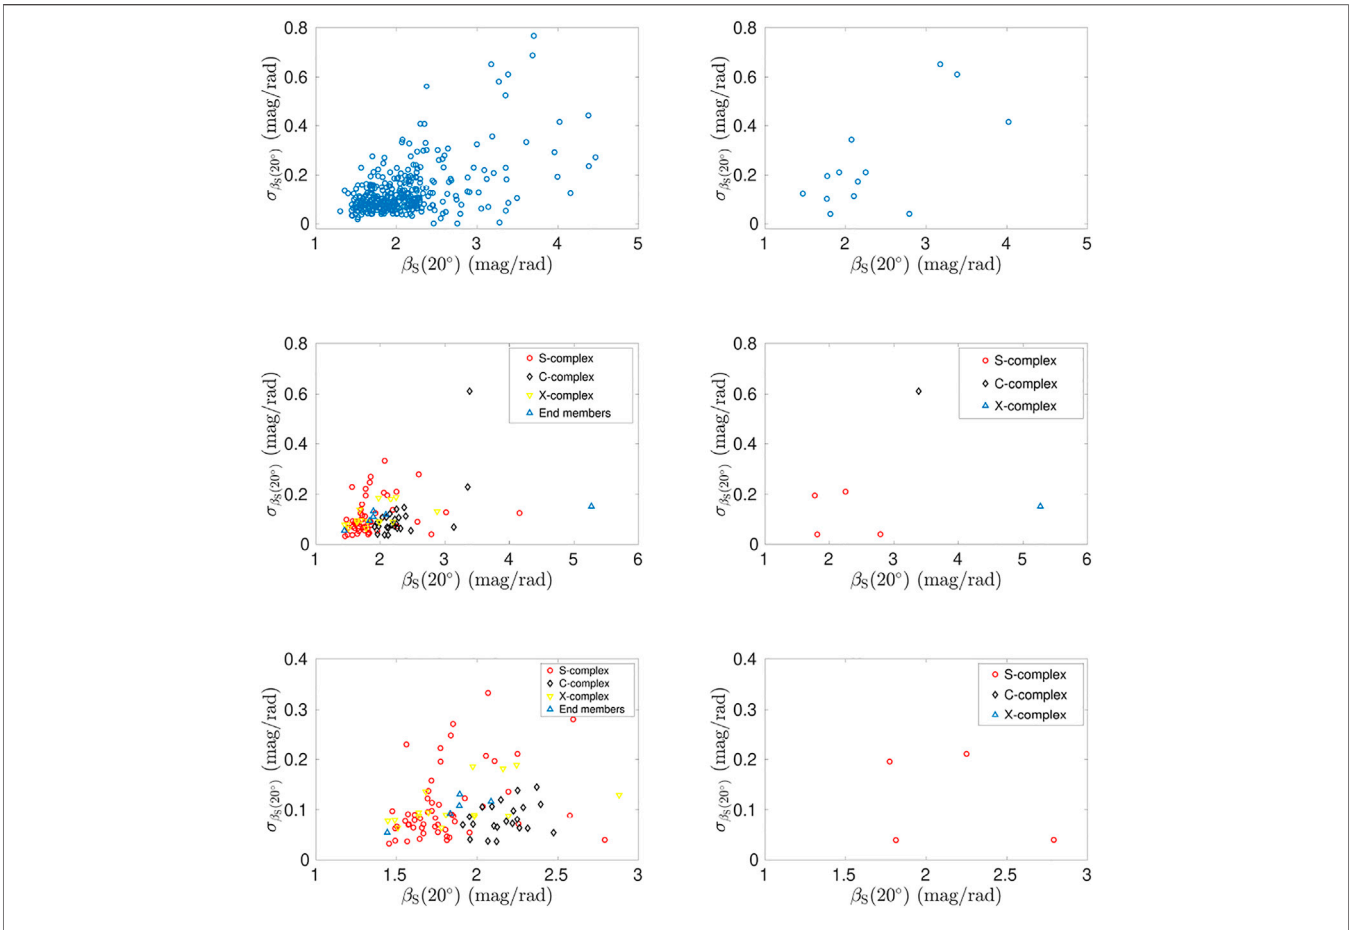 0.8
0.6
0.4
0.2
0
σβS(20°) (mag/rad)
1 2 3 4 5
βS(20°) (mag/rad)
0.8
0.6
0.4
0.2
0
σβS(20°) (mag/rad)
1 2 3 4 5
βS(20°) (mag/rad)
0.8
0.6
0.4
0.2
0
σβS(20°) (mag/rad)
S-complex
C-complex
X-complex
End members
1 2 3 4 5 6
βS(20°) (mag/rad)
0.8
0.6
0.4
0.2
0
σβS(20°) (mag/rad)
S-complex
C-complex
X-complex
1 2 3 4 5 6
βS(20°) (mag/rad)
0.4
0.3
0.2
0.1
0
σβS(20°) (mag/rad)
S-complex
C-complex
X-complex
End members
1 1.5 2 2.5 3
βS(20°) (mag/rad)
0.4
0.3
0.2
0.1
0
σβS(20°) (mag/rad)
S-complex
C-complex
X-complex
1 1.5 2 2.5 3
βS(20°) (mag/rad)